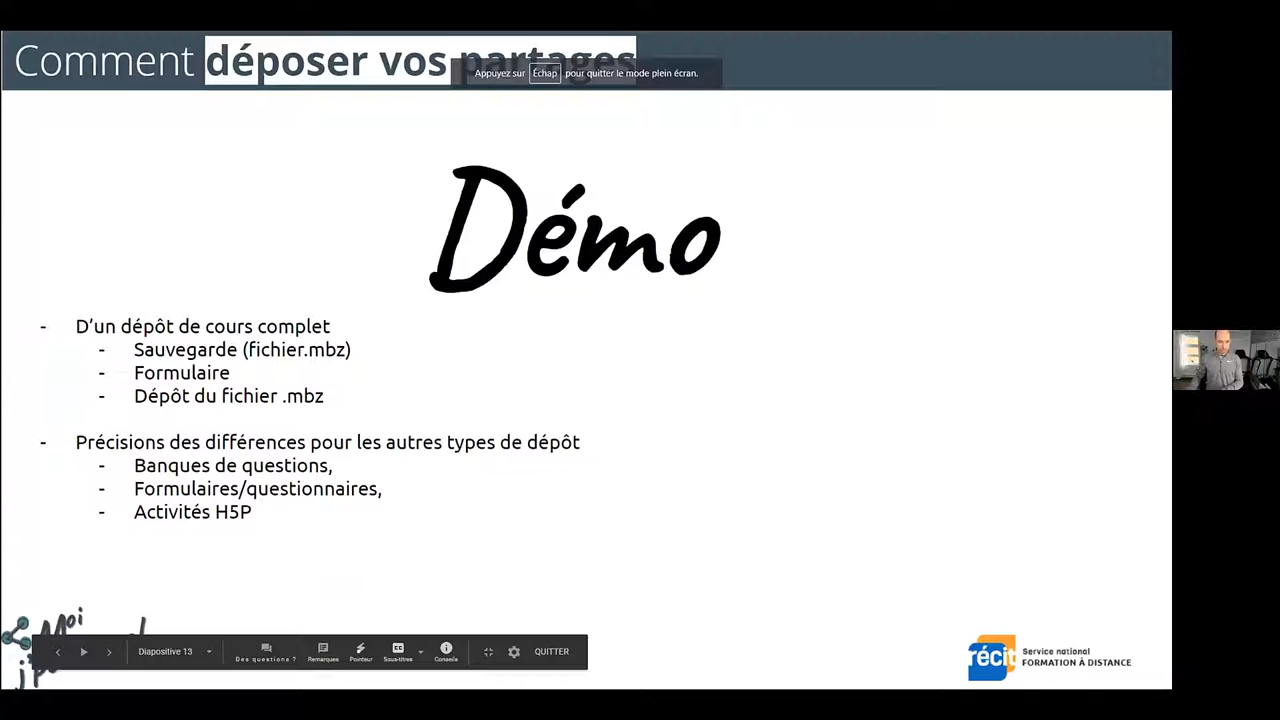 Comment déposer vos partages
Appuyez sur Échap pour quitter le mode plein écran.
Démo
- D’un dépôt de cours complet
- Sauvegarde (fichier.mbz)
- Formulaire
- Dépôt du fichier .mbz
- Précisions des différences pour les autres types de dépôt
- Banques de questions,
- Formulaires/questionnaires,
- Activités H5P
Moi
Diapositive 13
Des questions ?
Remarques
Pointeur
Sous-titres
Conseils
QUITTER
récit
Service national
FORMATION À DISTANCE